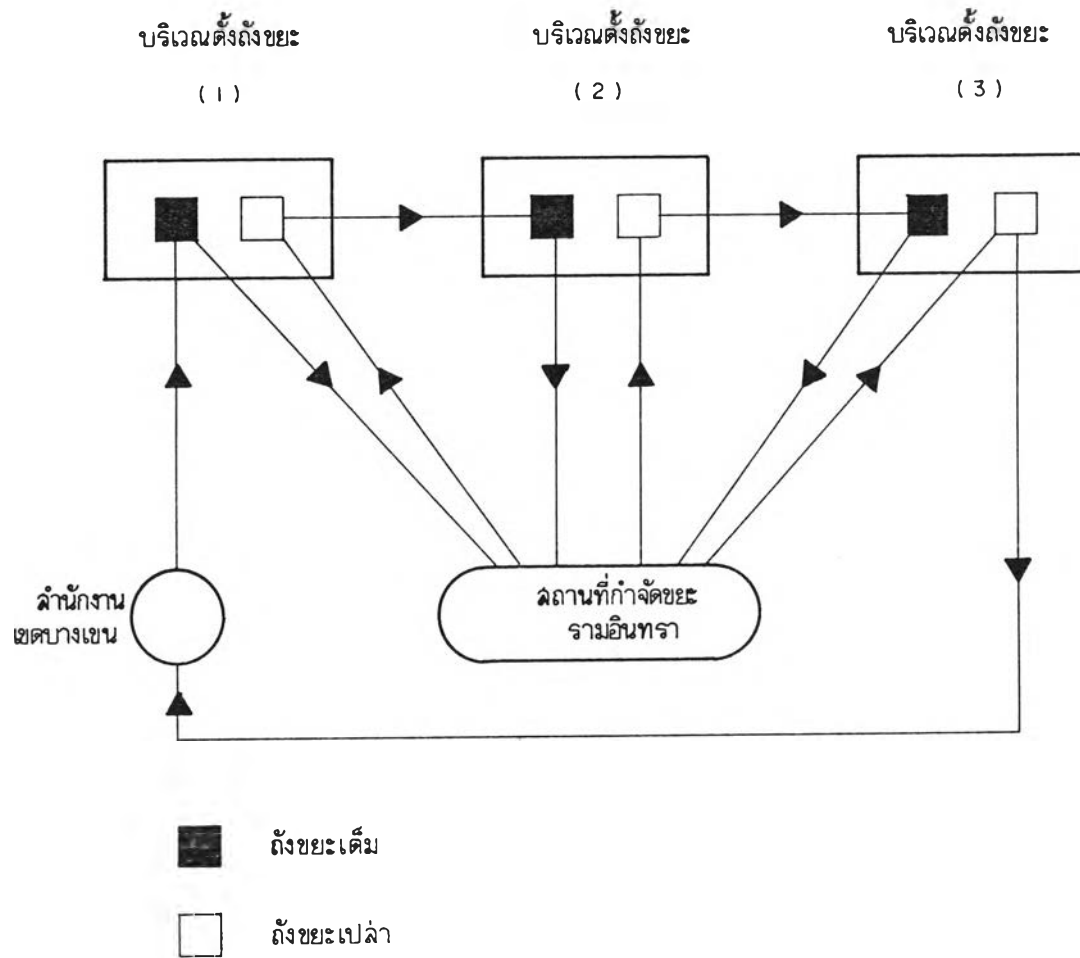 บริเวณตั้งถังขยะ
(1)
บริเวณตั้งถังขยะ
(2)
บริเวณตั้งถังขยะ
(3)
สำนักงาน
เขตบางเขน
สถานที่กำจัดขยะ
รามอินทรา
ถังขยะเต็ม
ถังขยะเปล่า